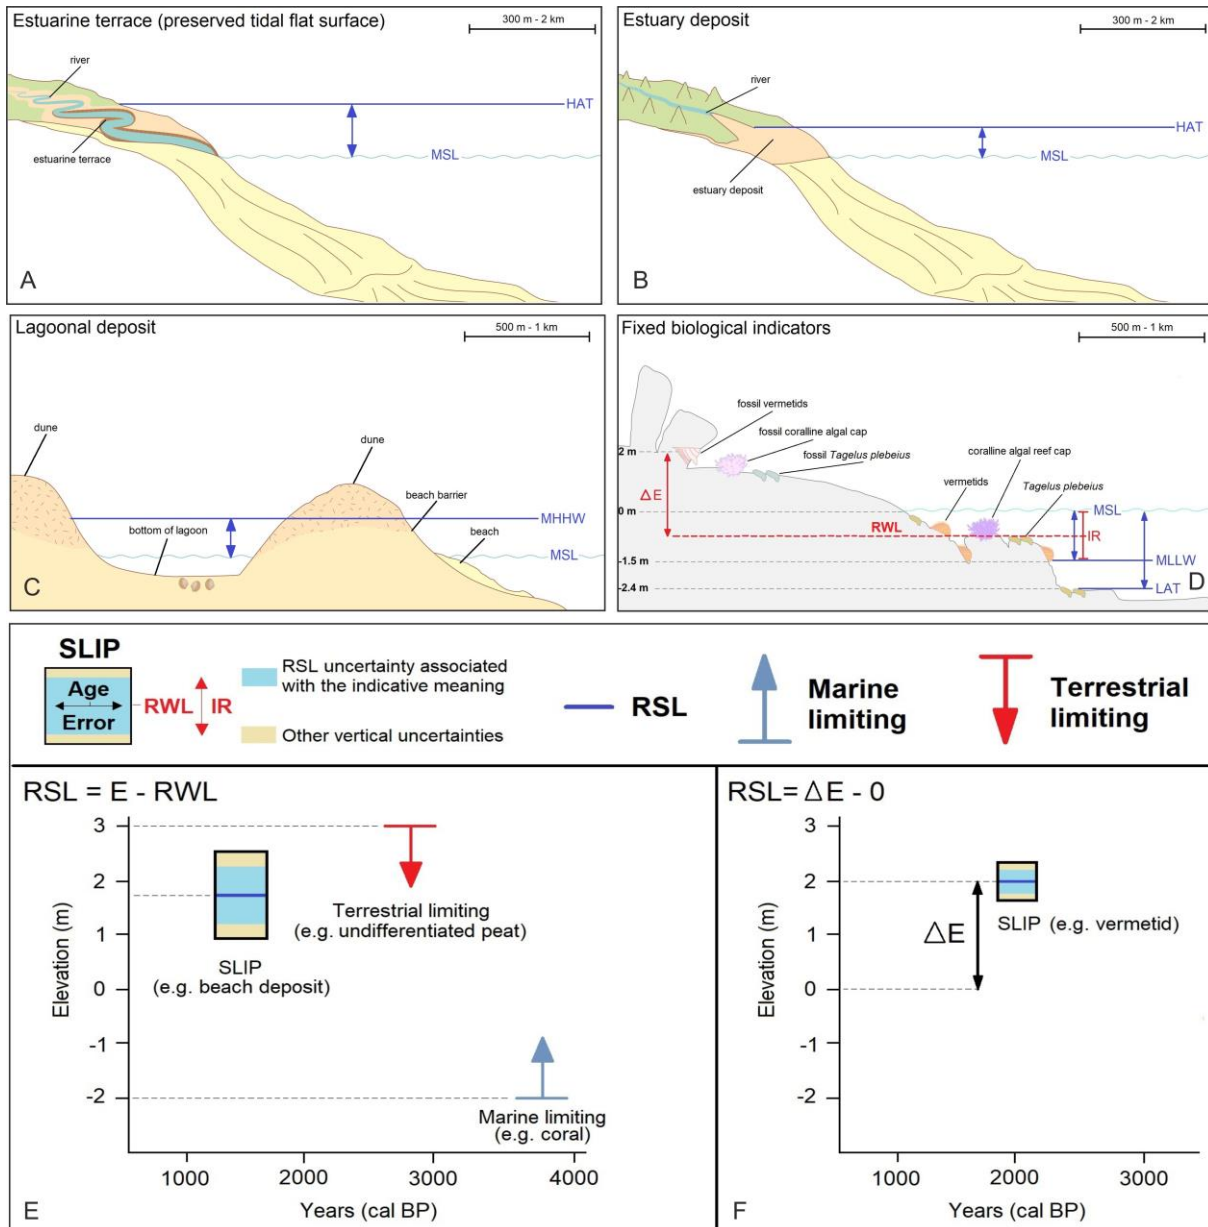 Estuarine terrace (preserved tidal flat surface)
300 m - 2 km
river
HAT
estuarine terrace
MSL
A
Estuary deposit
300 m - 2 km
river
HAT
MSL
estuary deposit
B
Lagoonal deposit
500 m - 1 km
dune
dune
beach barrier
bottom of lagoon
MHHW
beach
MSL
C
Fixed biological indicators
500 m - 1 km
fossil vermetids
fossil coralline algal cap
fossil Tagelus plebeius
coralline algal reef cap
vermetids
Tagelus plebeius
2 m
ΔE
0 m
MSL
RWL
IR
-1.5 m
MLLW
-2.4 m
LAT
D
SLIP
Age
Error
RWL
IR
RSL uncertainty associated
with the indicative meaning
Other vertical uncertainties
RSL
Marine
limiting
Terrestrial
limiting
RSL = E - RWL
Elevation (m)
3
2
1
0
-1
-2
SLIP
(e.g. beach deposit)
Terrestrial limiting
(e.g. undifferentiated peat)
Marine limiting
(e.g. coral)
1000
2000
3000
4000
Years (cal BP)
E
RSL= ΔE - 0
Elevation (m)
3
2
1
0
-1
-2
ΔE
SLIP (e.g. vermetid)
1000
2000
3000
Years (cal BP)
F